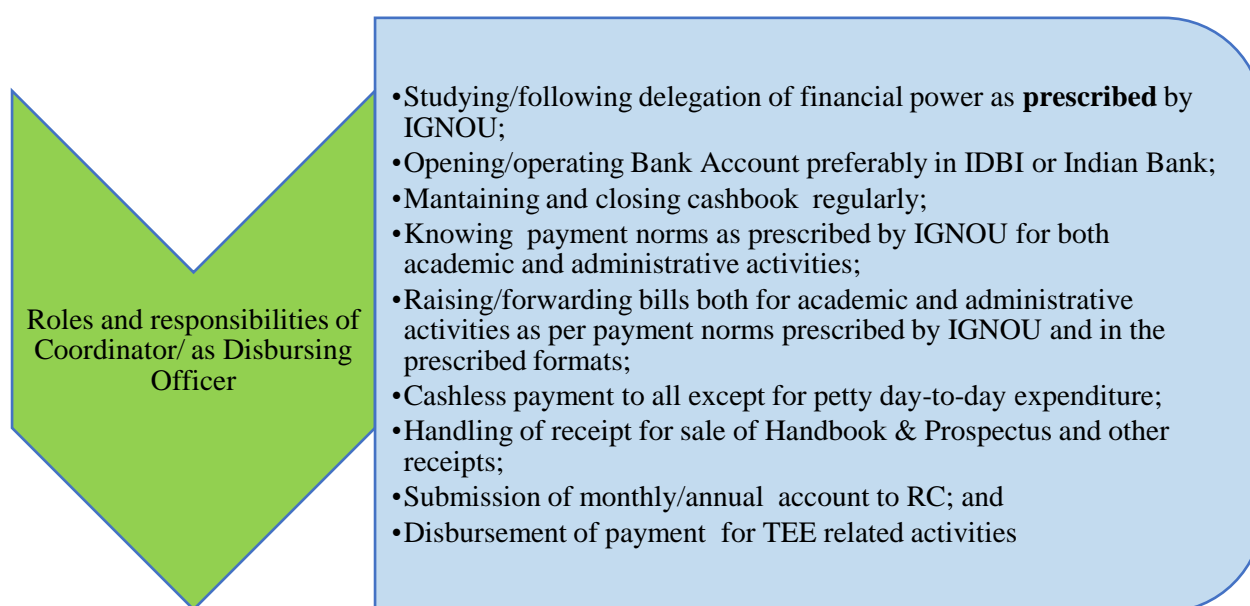 Roles and responsibilities of
Coordinator/ as Disbursing
Officer
•Studying/following delegation of financial power as prescribed by
IGNOU;
•Opening/operating Bank Account preferably in IDBI or Indian Bank;
•Mantaining and closing cashbook regularly;
•Knowing payment norms as prescribed by IGNOU for both
academic and administrative activities;
•Raising/forwarding bills both for academic and administrative
activities as per payment norms prescribed by IGNOU and in the
prescribed formats;
•Cashless payment to all except for petty day-to-day expenditure;
•Handling of receipt for sale of Handbook & Prospectus and other
receipts;
•Submission of monthly/annual account to RC; and
•Disbursement of payment for TEE related activities